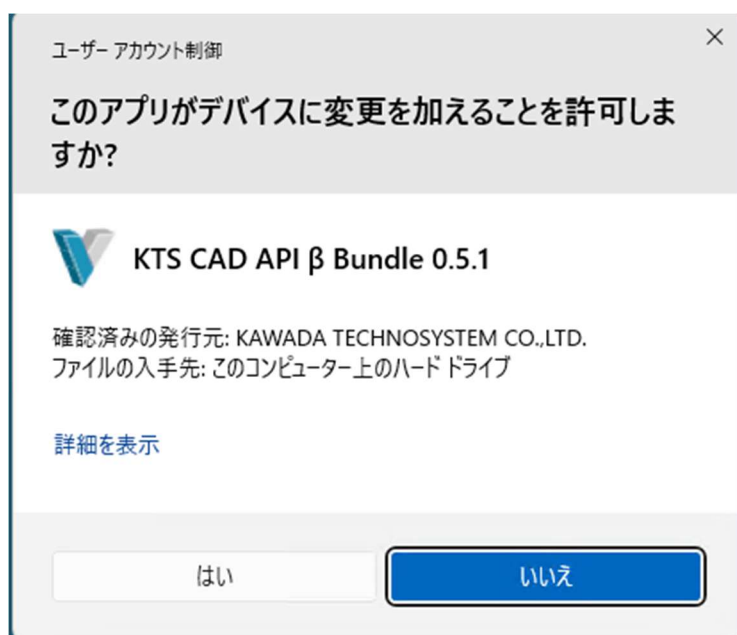 ユーザー アカウント制御
このアプリがデバイスに変更を加えることを許可しま
すか?
KTS CAD API β Bundle 0.5.1
確認済みの発行元: KAWADA TECHNOSYSTEM CO.,LTD.
ファイルの入手先: このコンピューター上のハード ドライブ
詳細を表示
はい
いいえ